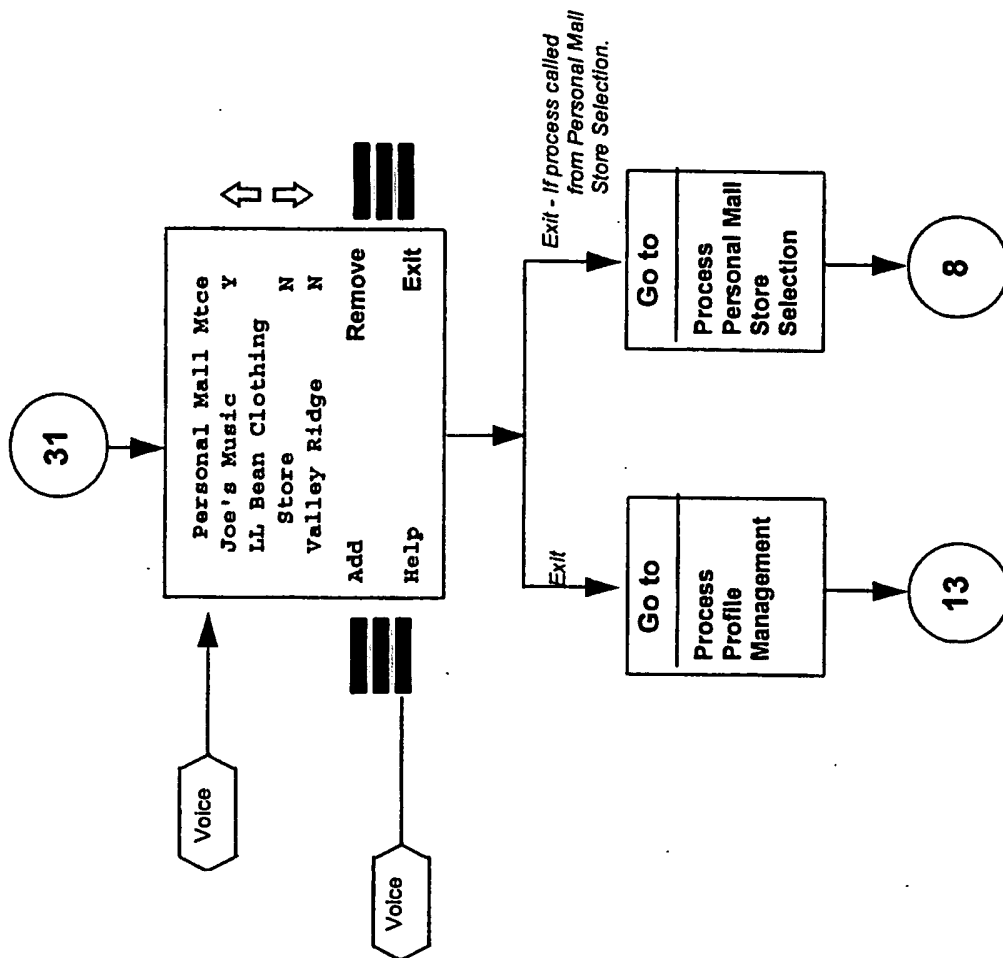 31
Voice
Personal Mall Mtce
Joe's Music Y
LL Bean Clothing
Store N
Valley Ridge N
Add Remove
Help Exit
Voice
Exit
Exit - If process called
from Personal Mall
Store Selection.
Go to
Process
Profile
Management
Go to
Process
Personal Mall
Store
Selection
13
8